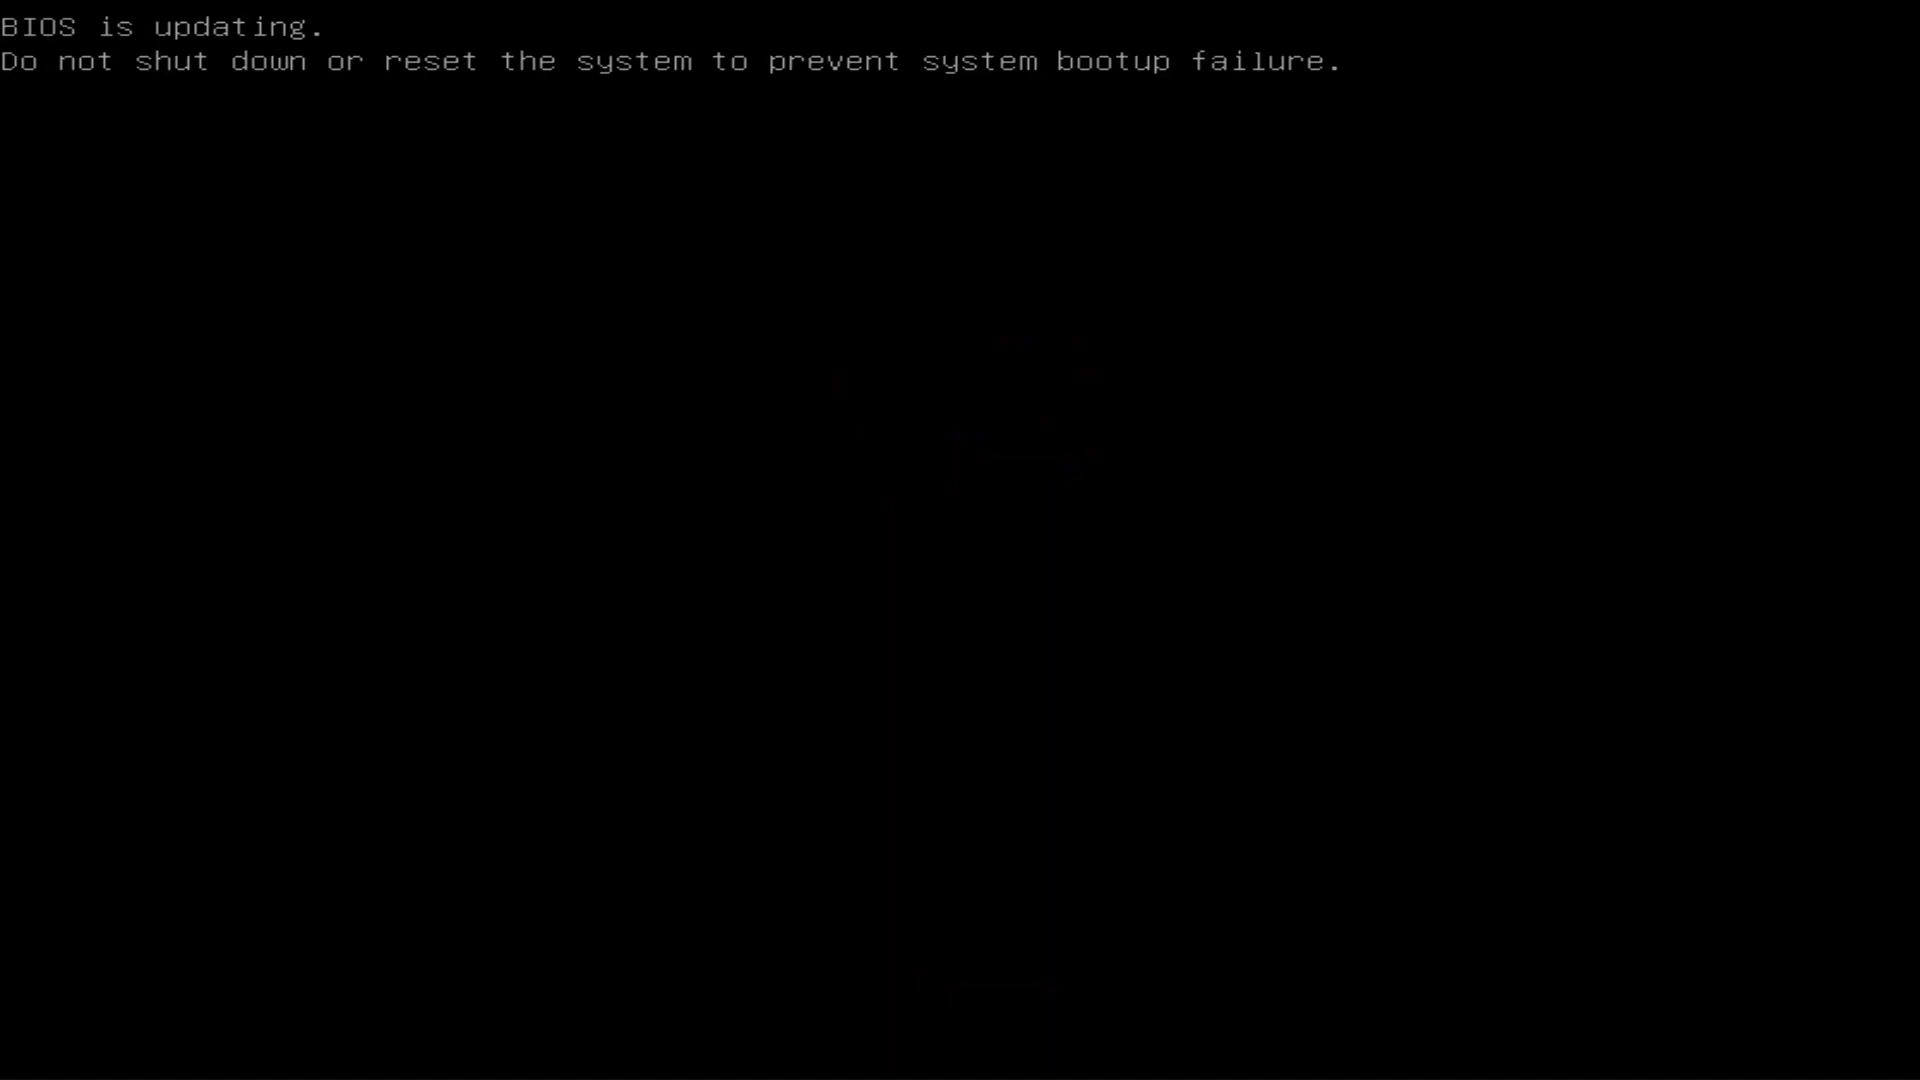 BIOS is updating.
Do not shut down or reset the system to prevent system bootup failure.